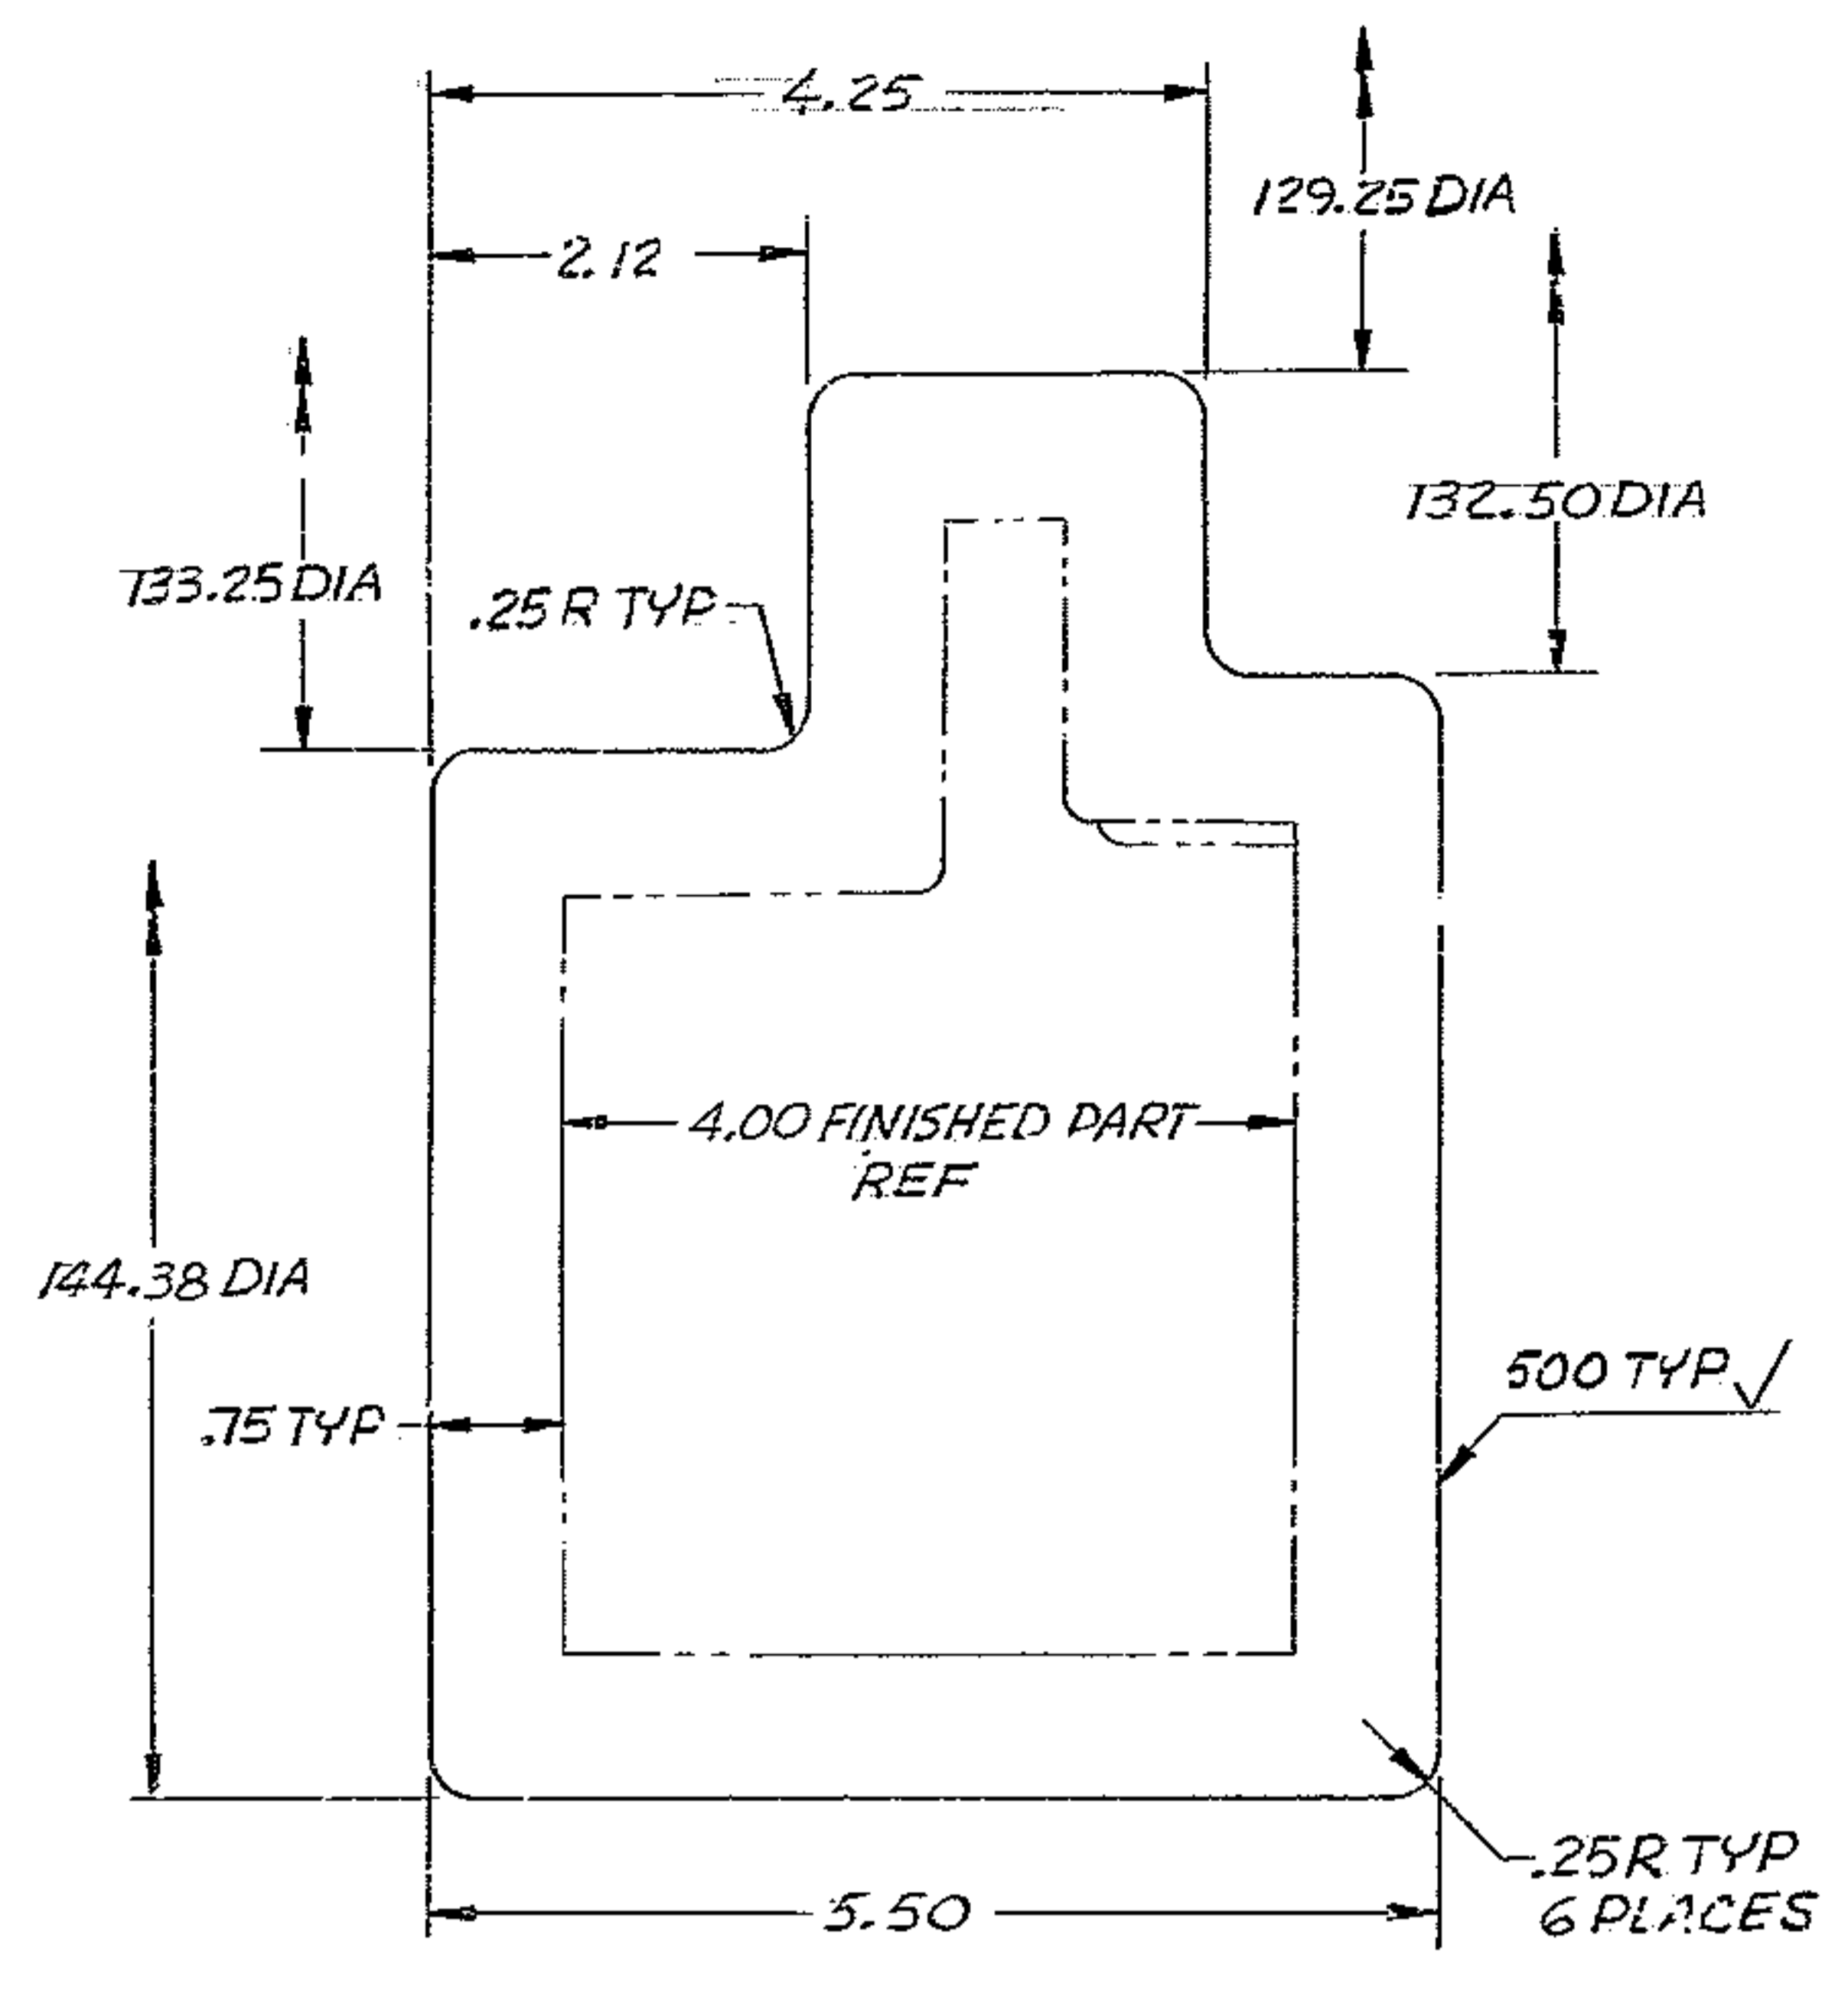 4.25
129.25 DIA
2.12
132.50 DIA
133.25 DIA
.25 R TYP
4.00 FINISHED PART
REF
144.38 DIA
500 TYP
.75 TYP
.25 R TYP
6 PLACES
5.50